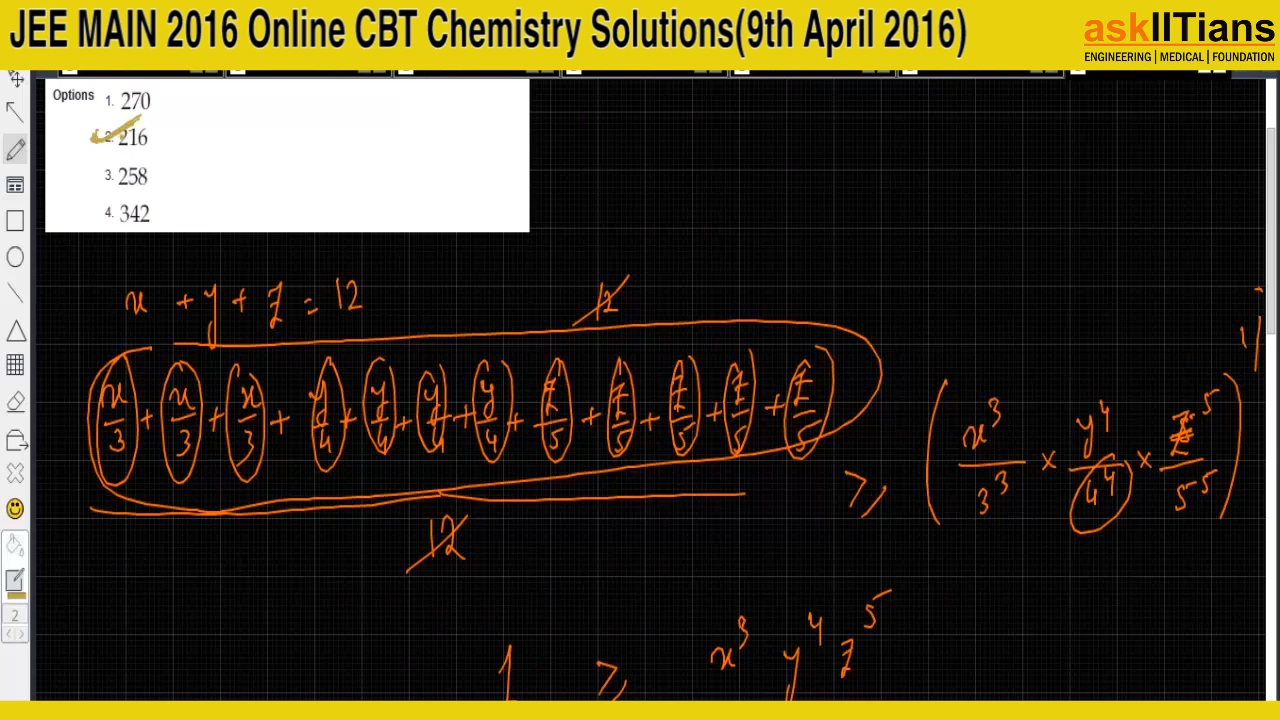 JEE MAIN 2016 Online CBT Chemistry Solutions(9th April 2016)
askIITians
ENGINEERING | MEDICAL | FOUNDATION
Options
1. 270
2. 216
3. 258
4. 342
x + y + z = 12
12
x/3 + x/3 + x/3 + y/4 + y/4 + y/4 + y/4 + z/5 + z/5 + z/5 + z/5 + z/5
12
≥ (x³/3³ × y⁴/4⁴ × z⁵/5⁵)
1/
1 ≥ x³ y⁴ z⁵
2